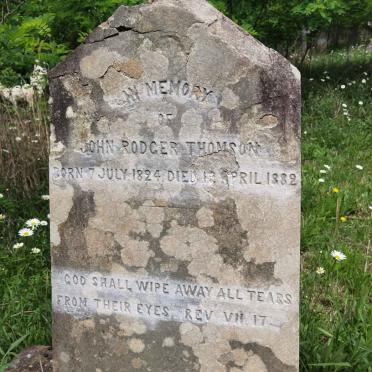 IN MEMORY
OF
JOHN RODGER THOMSON
BORN 7 JULY 1824 DIED 13 APRIL 1882
GOD SHALL WIPE AWAY ALL TEARS
FROM THEIR EYES, REV VII 17